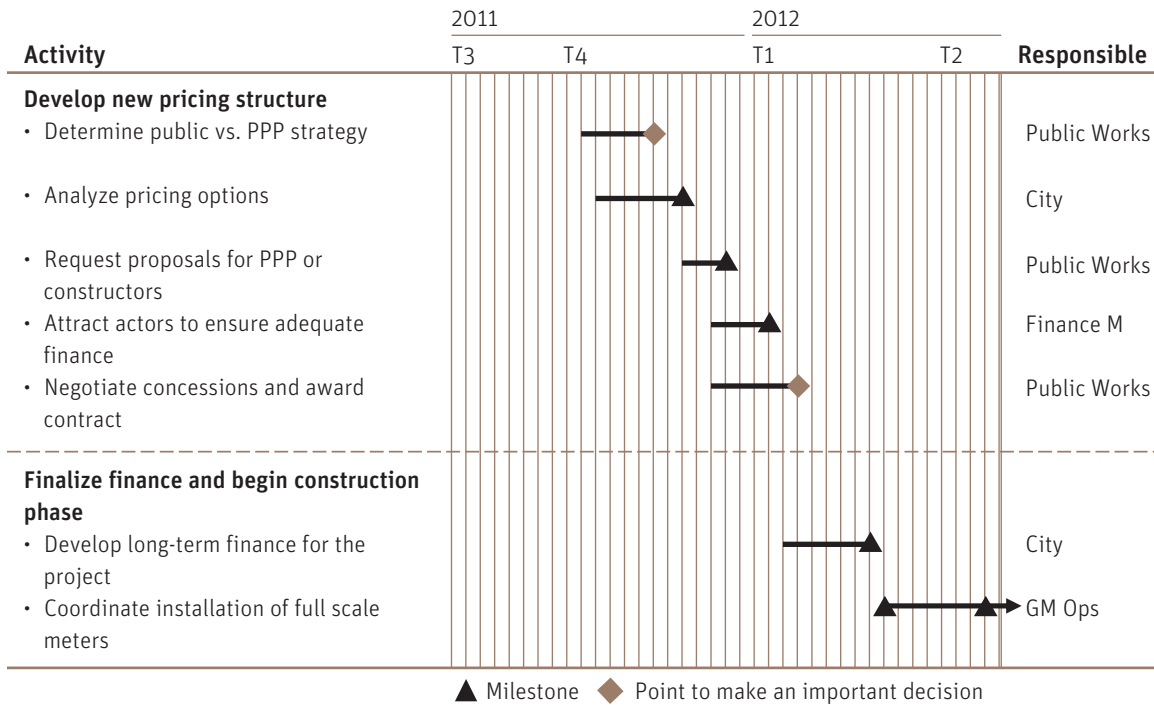 2011 2012
Activity T3 T4 T1 T2 Responsible
Develop new pricing structure
• Determine public vs. PPP strategy Public Works
• Analyze pricing options City
• Request proposals for PPP or
constructors Public Works
• Attract actors to ensure adequate
finance Finance M
• Negotiate concessions and award
contract Public Works
Finalize finance and begin construction
phase
• Develop long-term finance for the
project City
• Coordinate installation of full scale
meters GM Ops
Milestone Point to make an important decision